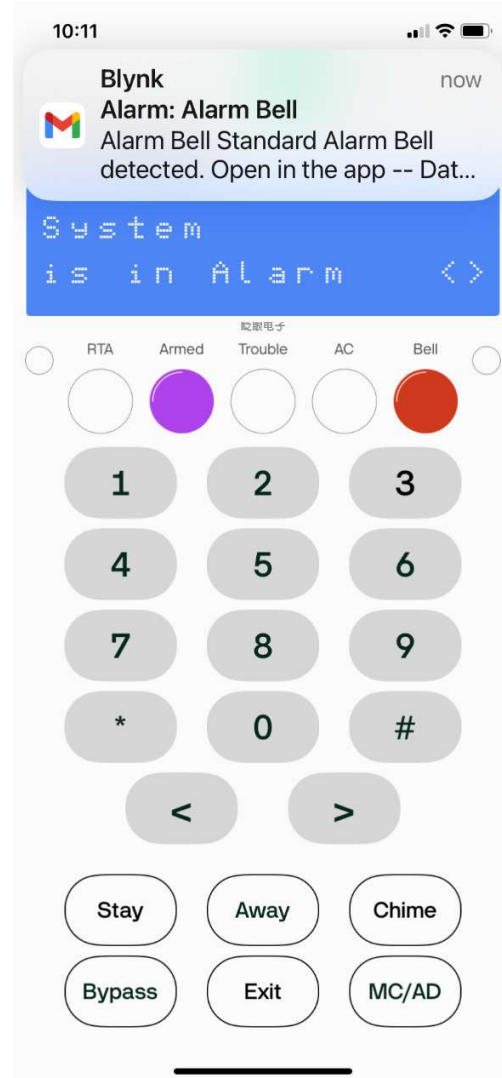 10:11
Blynk now
Alarm: Alarm Bell
Alarm Bell Standard Alarm Bell
detected. Open in the app -- Dat...
System
is in Alarm <>
眨眼电子
RTA Armed Trouble AC Bell
1 2 3
4 5 6
7 8 9
* 0 #
< >
Stay Away Chime
Bypass Exit MC/AD